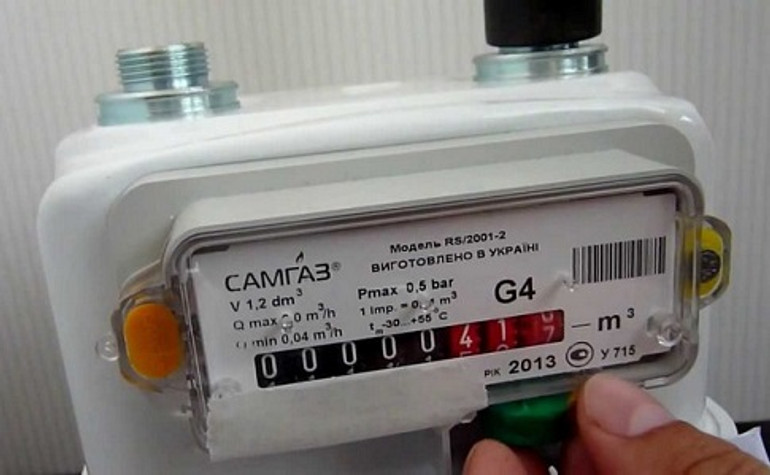 Модель RS/2001-2
ВИГОТОВЛЕНО В УКРАЇНІ
САМГАЗ®
V 1,2 dm³
Q max m³/h
min 0,04 m³/h
Pmax 0,5 bar
1 imp. = m³
tm-30...+55°C
G4
0 0 0 0 0 4 1
m³
РІК 2013
У 715